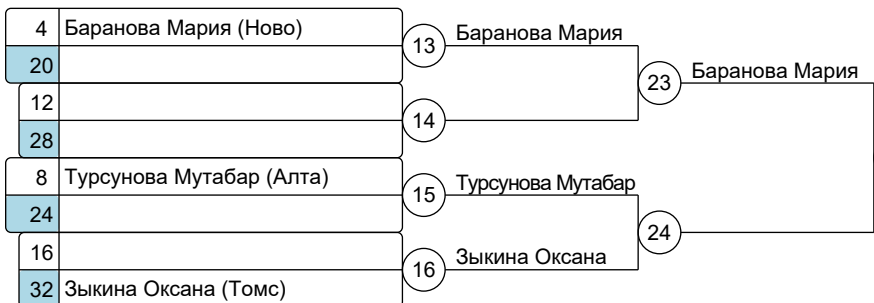 4 Баранова Мария (Ново)
20
12
28
8 Турсунова Мутабар (Алта)
24
16
32 Зыкина Оксана (Томс)
13 Баранова Мария
14
15 Турсунова Мутабар
16 Зыкина Оксана
23 Баранова Мария
24